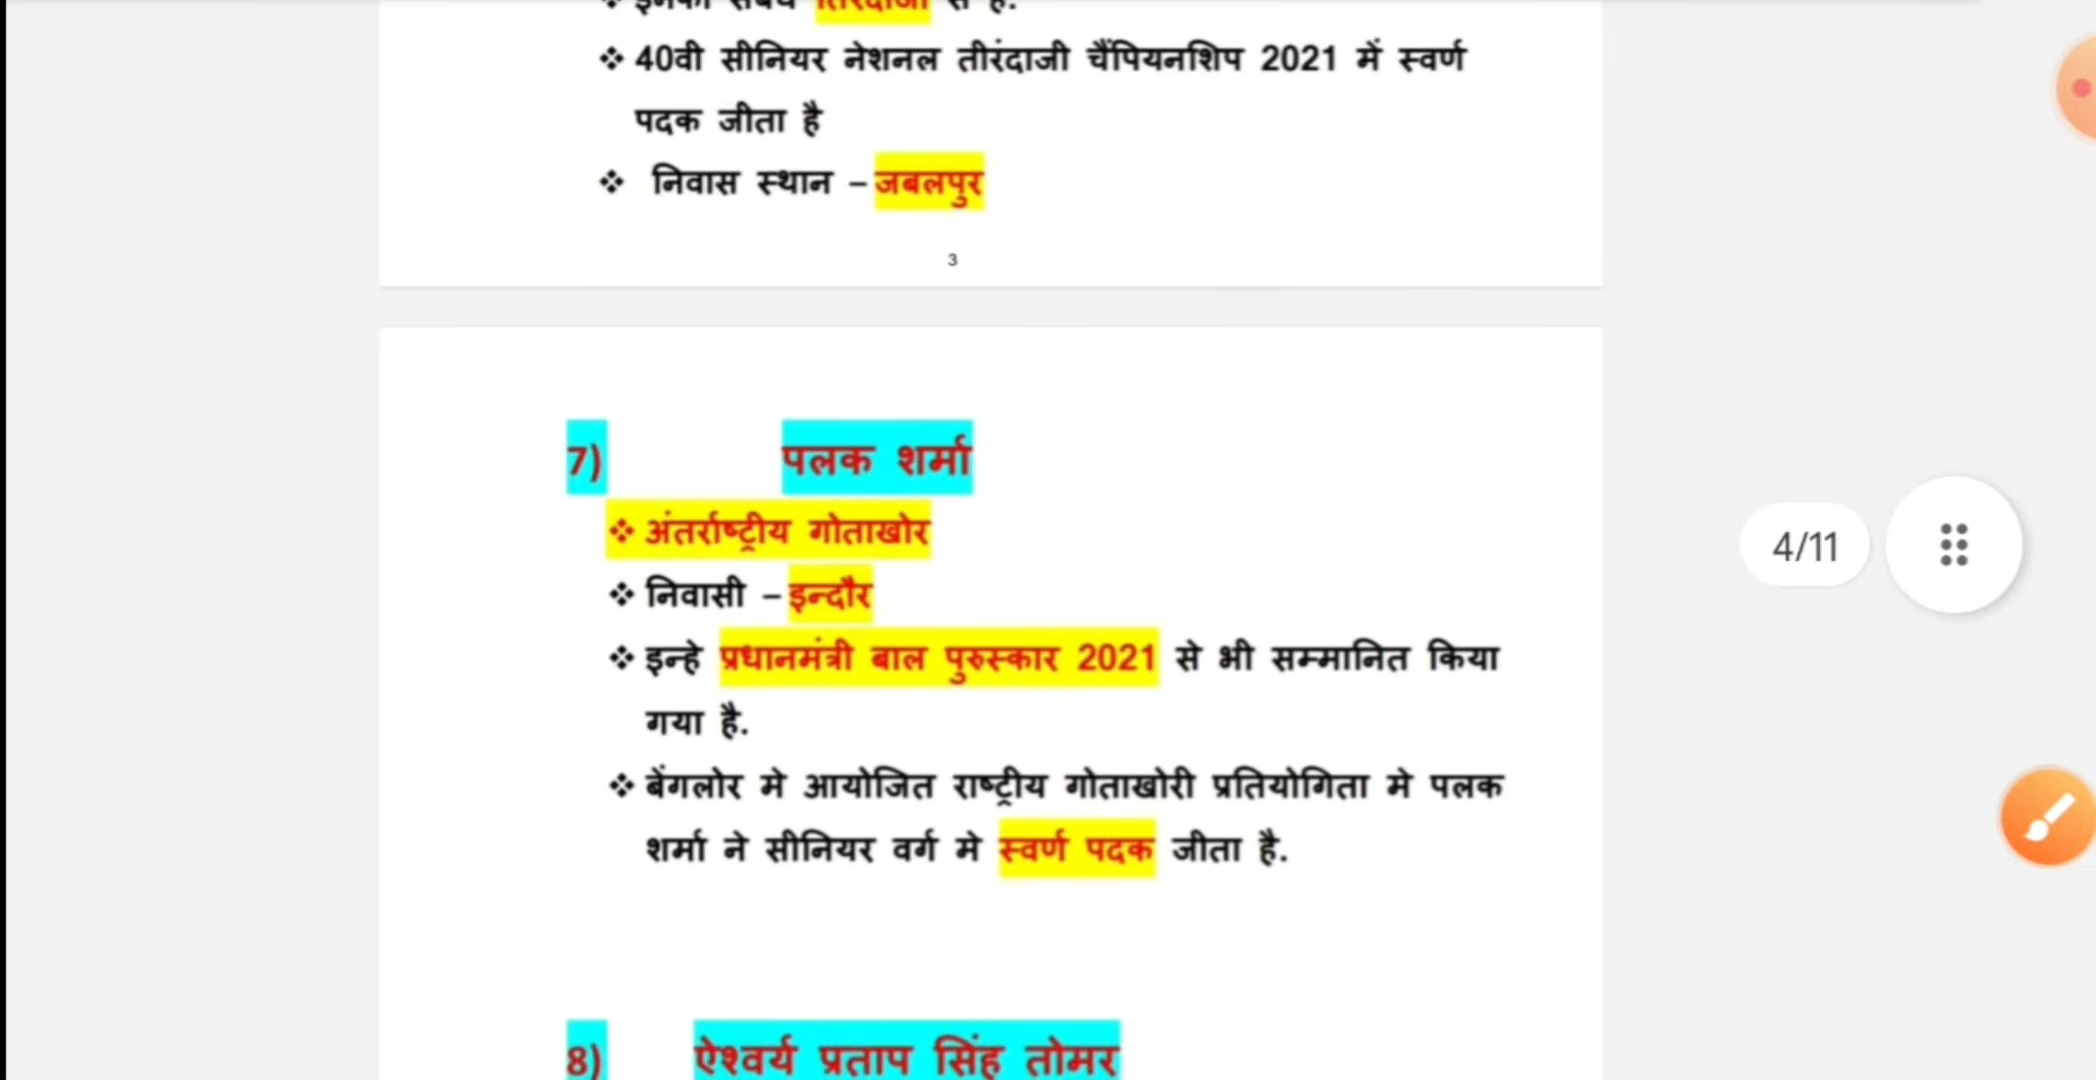 ❖ इनका संबंध तिरंदाजी से है.
❖ 40वी सीनियर नेशनल तीरंदाजी चैंपियनशिप 2021 में स्वर्ण
पदक जीता है
❖ निवास स्थान – जबलपुर
3
7) पलक शर्मा
❖ अंतर्राष्ट्रीय गोताखोर
❖ निवासी – इन्दौर
❖ इन्हे प्रधानमंत्री बाल पुरुस्कार 2021 से भी सम्मानित किया
गया है.
❖ बेंगलोर मे आयोजित राष्ट्रीय गोताखोरी प्रतियोगिता मे पलक
शर्मा ने सीनियर वर्ग मे स्वर्ण पदक जीता है.
4/11
8) ऐश्वर्य प्रताप सिंह तोमर